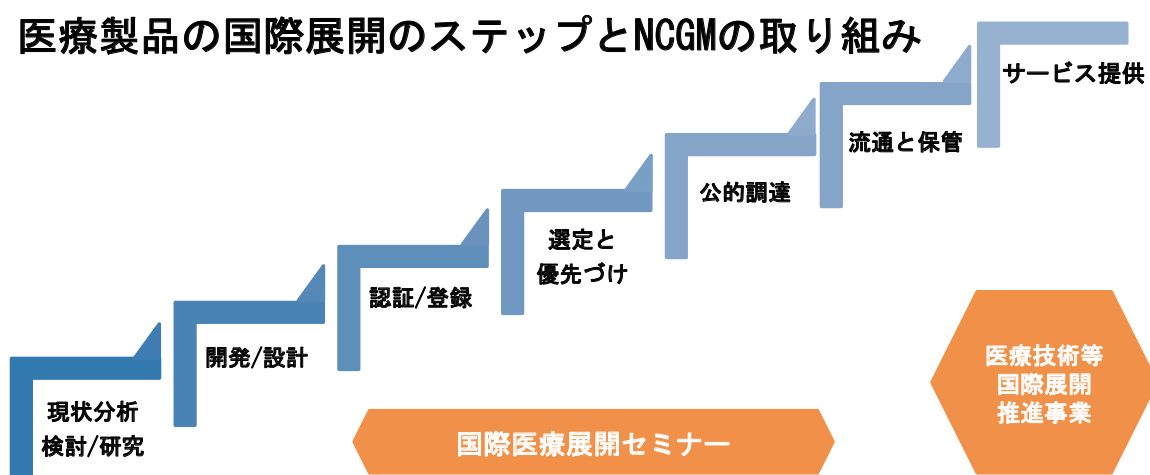 医療製品の国際展開のステップとNCGMの取り組み
サービス提供
流通と保管
公的調達
選定と
優先づけ
認証/登録
開発/設計
現状分析
検討/研究
国際医療展開セミナー
医療技術等
国際展開
推進事業